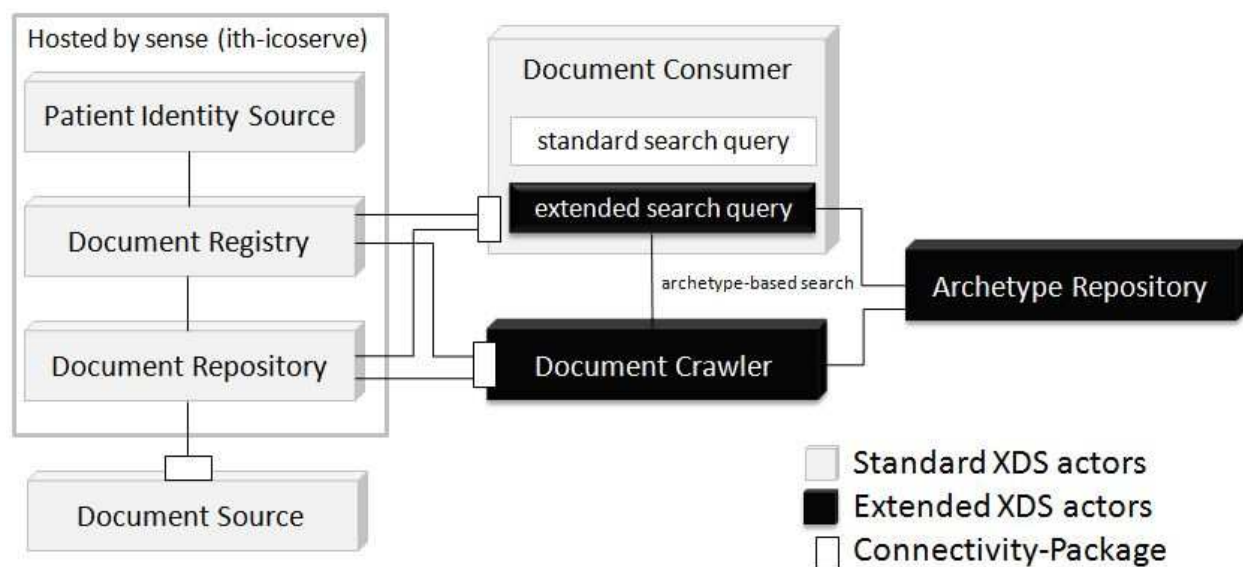 Hosted by sense (ith-icoserve)
Patient Identity Source
Document Registry
Document Repository
Document Source
Document Consumer
standard search query
extended search query
archetype-based search
Document Crawler
Archetype Repository
Standard XDS actors
Extended XDS actors
Connectivity-Package